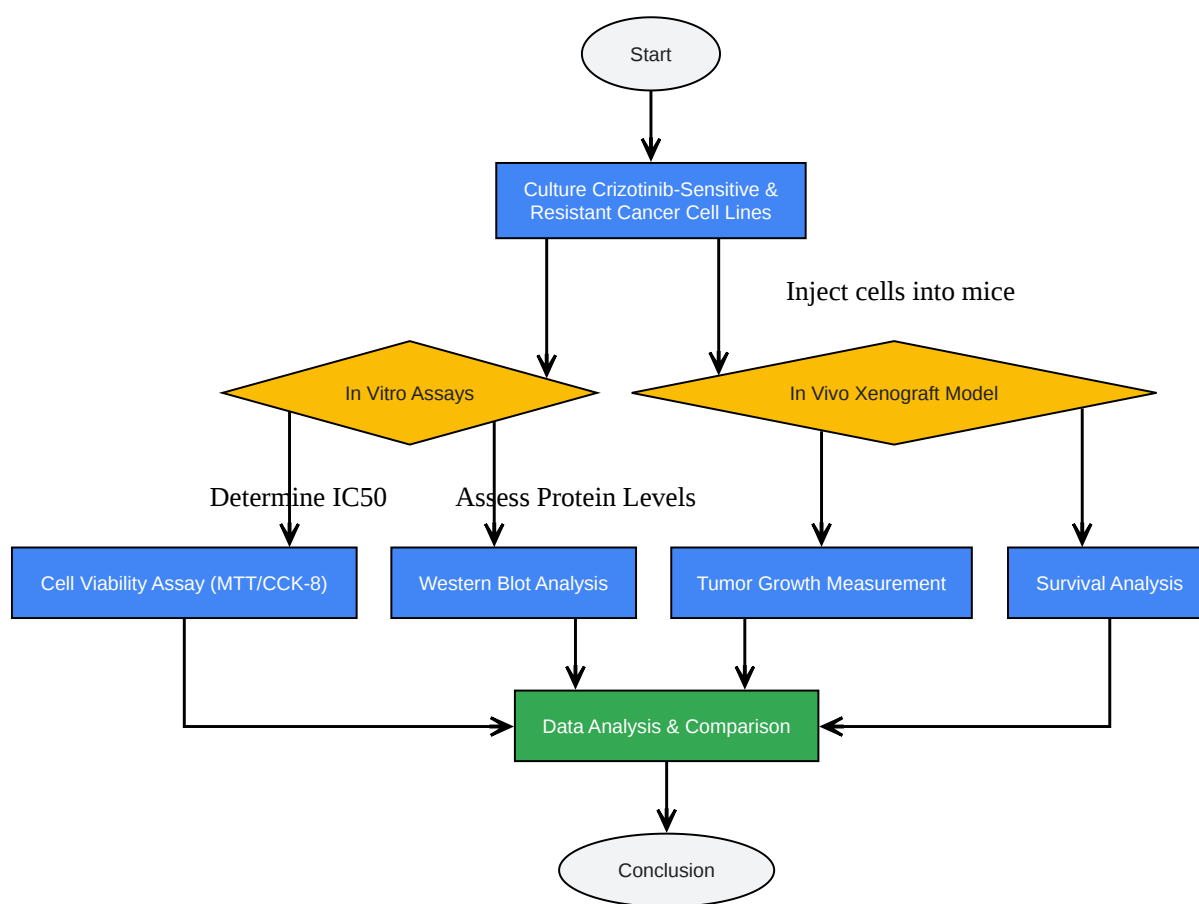 Start
Culture Crizotinib-Sensitive &
Resistant Cancer Cell Lines
Inject cells into mice
In Vitro Assays
In Vivo Xenograft Model
Determine IC50
Assess Protein Levels
Cell Viability Assay (MTT/CCK-8)
Western Blot Analysis
Tumor Growth Measurement
Survival Analysis
Data Analysis & Comparison
Conclusion